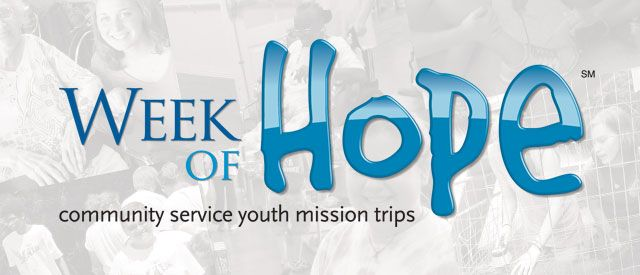 WEEK OF HOPE SM
community service youth mission trips